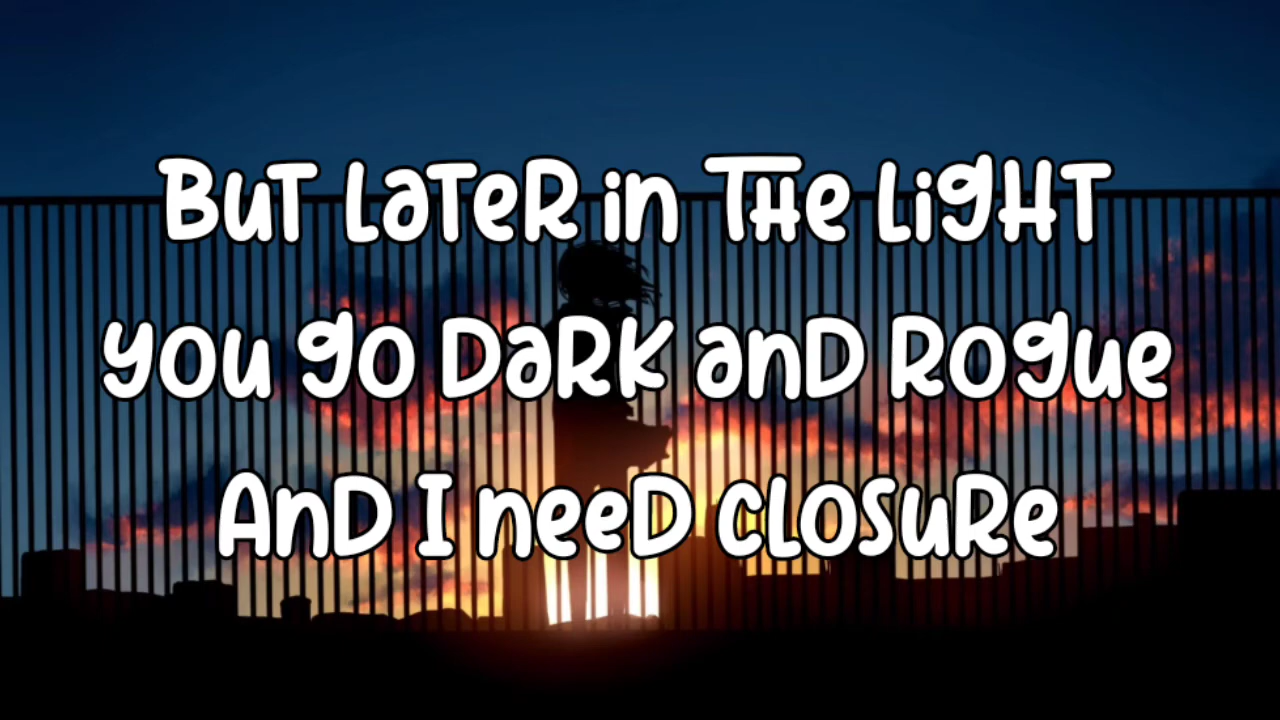 But later in the light
you go dark and rogue
And I need closure